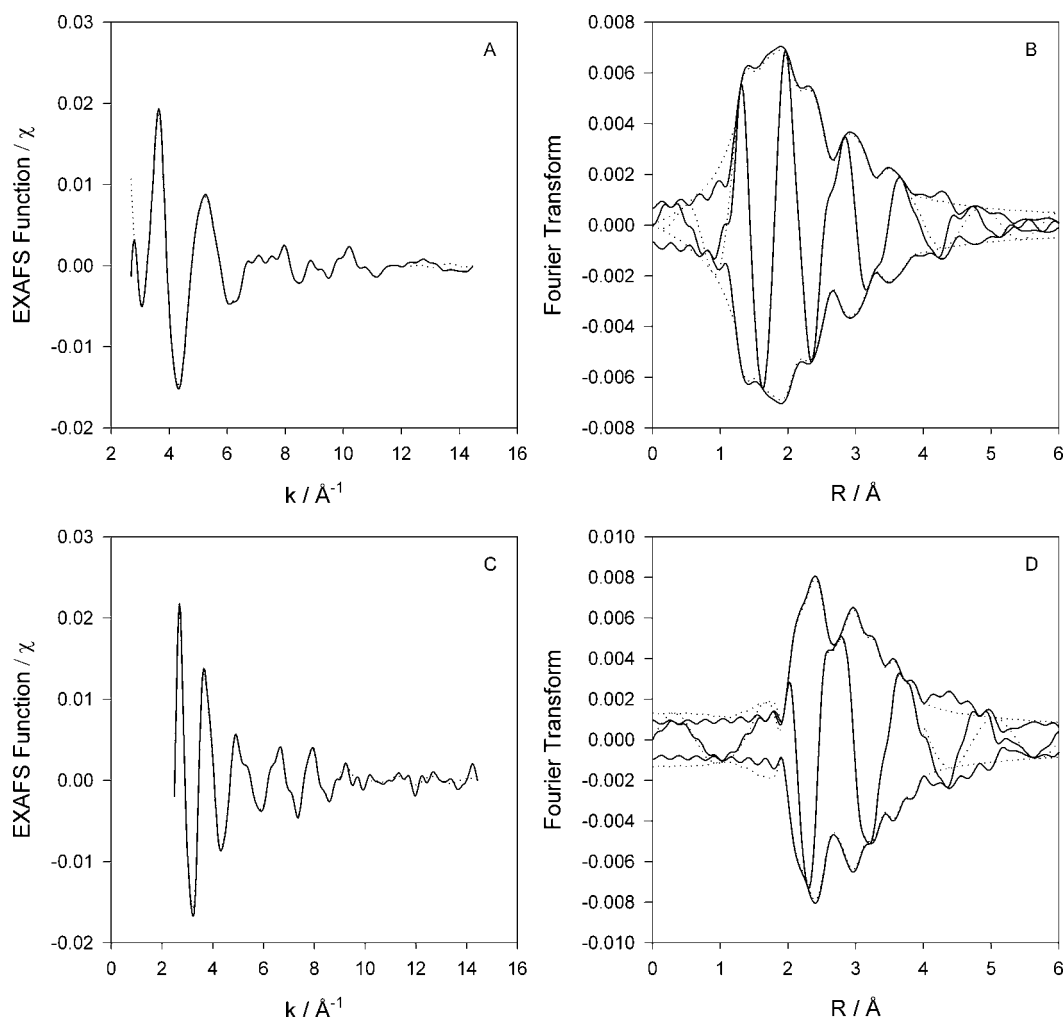 A
EXAFS Function / χ
0.03
0.02
0.01
0.00
-0.01
-0.02
2 4 6 8 10 12 14 16
k / Å⁻¹
B
Fourier Transform
0.008
0.006
0.004
0.002
0.000
-0.002
-0.004
-0.006
-0.008
0 1 2 3 4 5 6
R / Å
C
EXAFS Function / χ
0.03
0.02
0.01
0.00
-0.01
-0.02
0 2 4 6 8 10 12 14 16
k / Å⁻¹
D
Fourier Transform
0.010
0.008
0.006
0.004
0.002
0.000
-0.002
-0.004
-0.006
-0.008
-0.010
0 1 2 3 4 5 6
R / Å